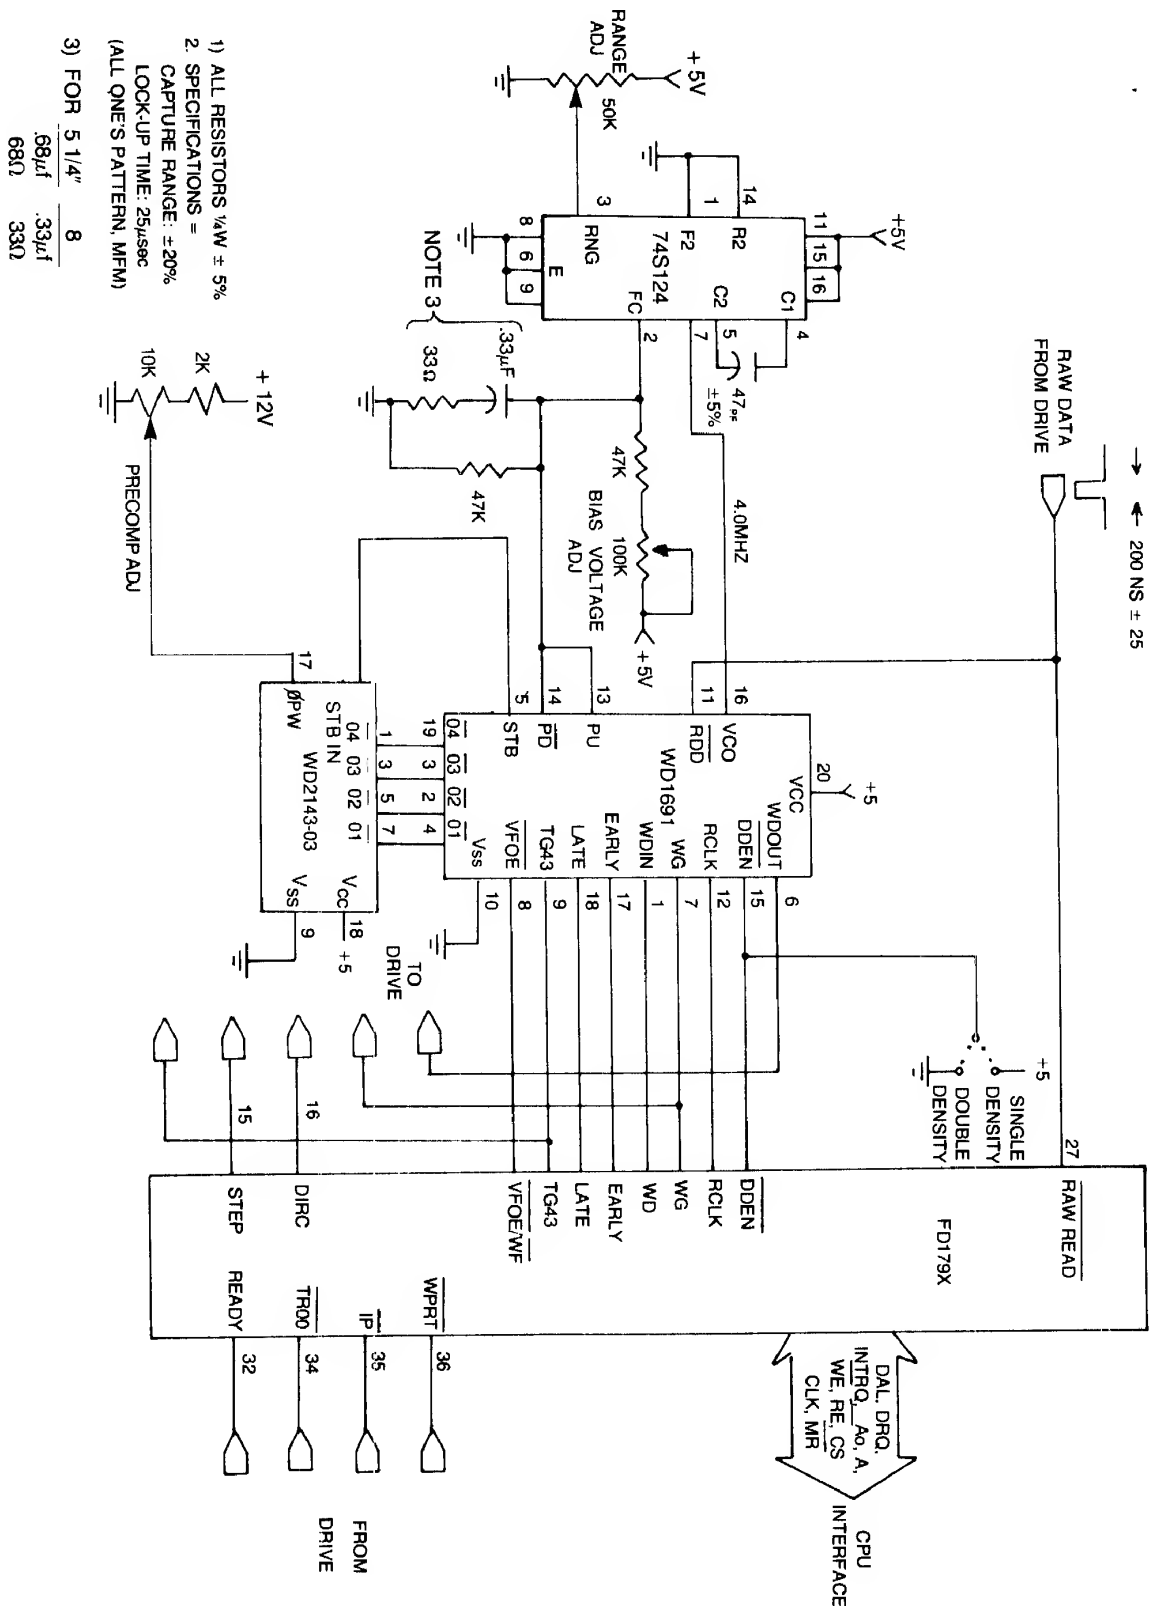 200 NS ± 25
RAW DATA
FROM DRIVE
+5V
RANGE
ADJ
50K
+5V
11
15
16
14
1
3
8
6
9
R2
F2
RNG
E
74S124
C1
C2
FC
4
5
7
2
47PF
±5%
4.0MHZ
47K
100K
BIAS VOLTAGE
ADJ
+5V
NOTE 3
.33µF
33Ω
47K
+12V
2K
10K
PRECOMP ADJ
16
11
13
14
5
VCO
RDD
PU
PD
STB
WD1691
20
VCC
+5
WDOUT
DDEN
RCLK
WG
WDIN
EARLY
LATE
TG43
VFOE
Vss
6
15
12
7
1
17
18
9
8
10
04
03
02
01
19
3
2
4
1
3
5
7
17
ØPW
STB IN
04
03
02
01
WD2143-03
VCC
VSS
18
9
+5
TO
DRIVE
+5
SINGLE
DENSITY
DOUBLE
DENSITY
27
RAW READ
FD179X
DDEN
RCLK
WG
WD
EARLY
LATE
TG43
VFOE/WF
16
15
DIRC
STEP
WPRT
IP
TR00
READY
36
35
34
32
FROM
DRIVE
DAL, DRQ,
INTRQ, Ao, A,
WE, RE, CS
CLK, MR
CPU
INTERFACE
1) ALL RESISTORS ¼W ± 5%
2. SPECIFICATIONS =
CAPTURE RANGE: ±20%
LOCK-UP TIME: 25µsec
(ALL ONE'S PATTERN, MFM)
3) FOR 5 1/4" 8
.68µf .33µf
68Ω 33Ω